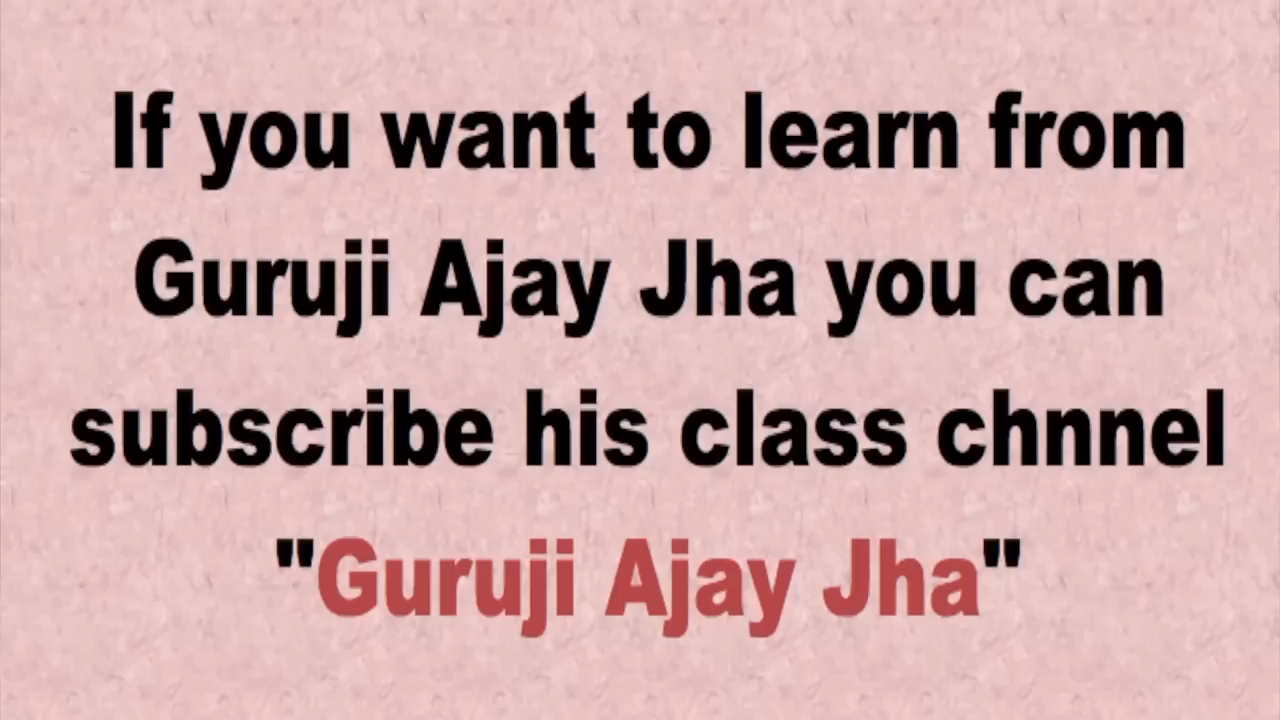 If you want to learn from
Guruji Ajay Jha you can
subscribe his class chnnel
"Guruji Ajay Jha"